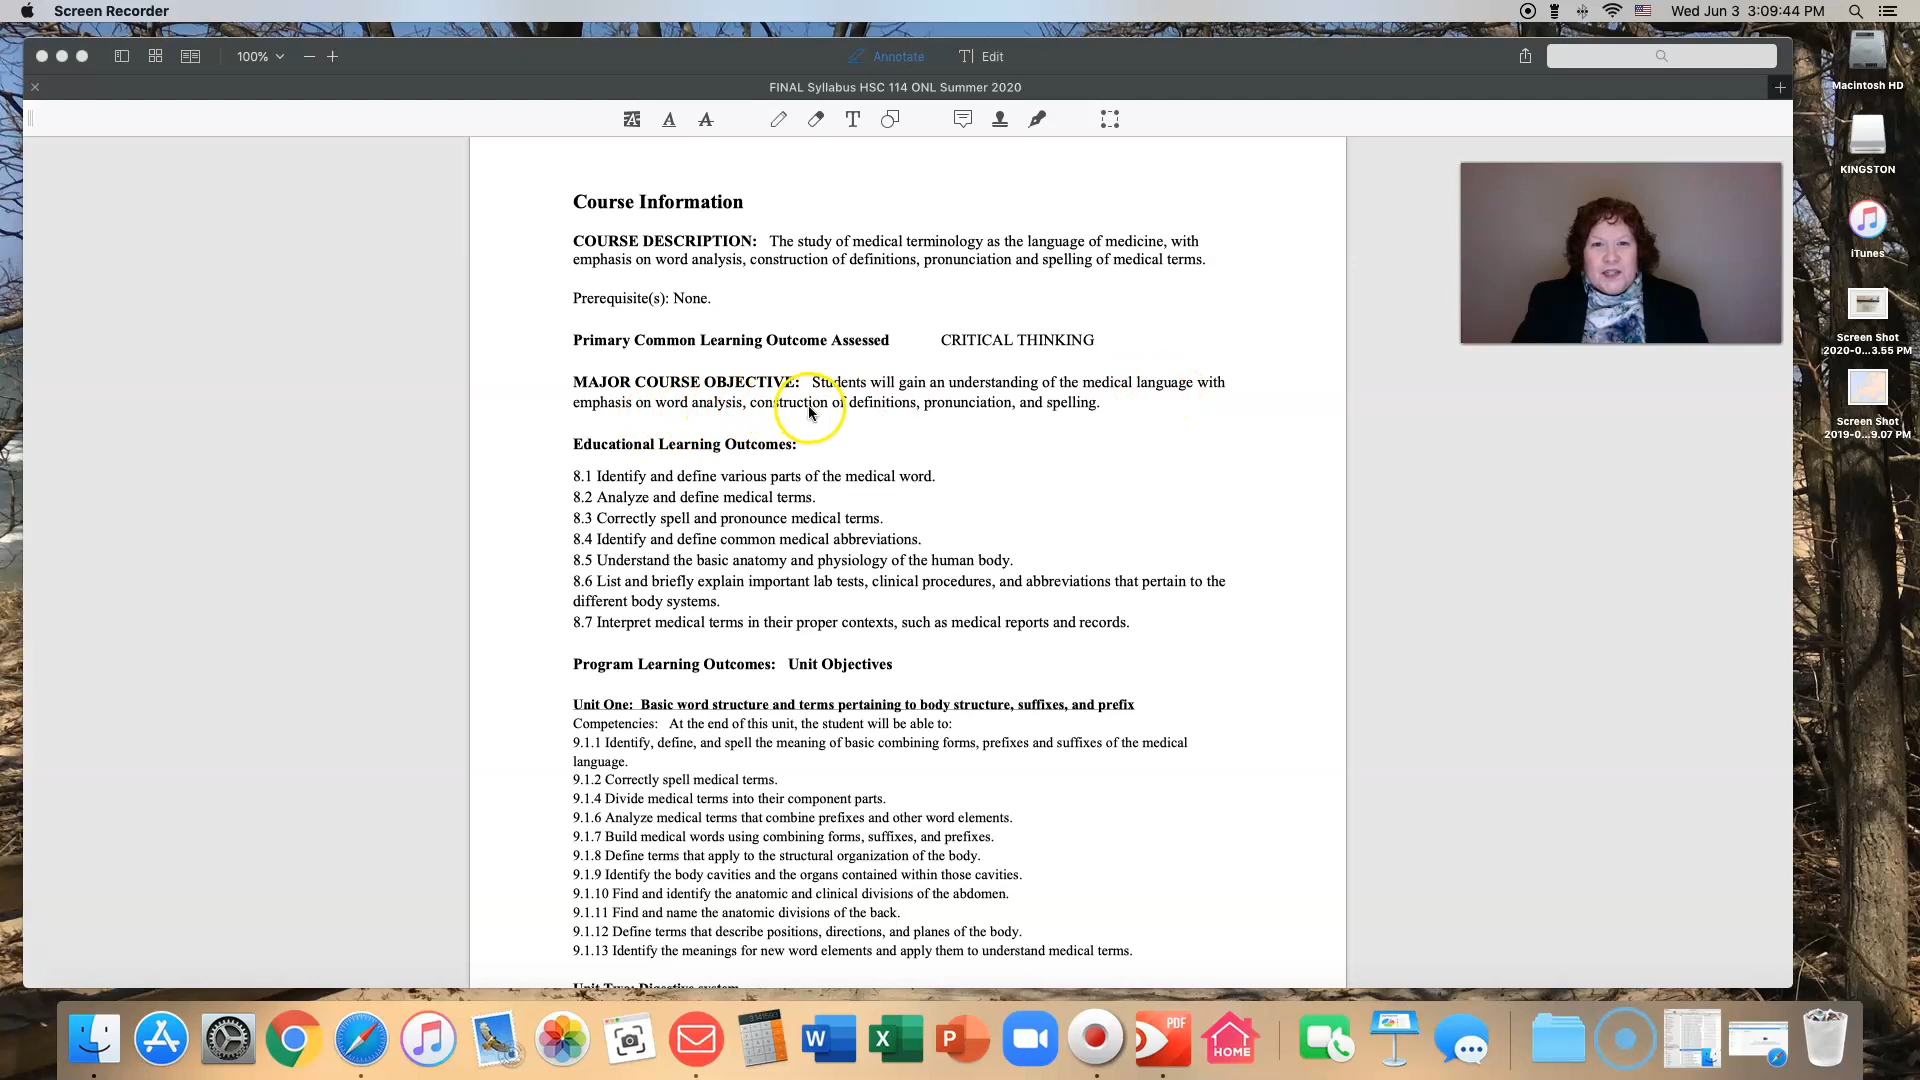 Screen Recorder
Wed Jun 3 3:09:44 PM
100%
Annotate
Edit
FINAL Syllabus HSC 114 ONL Summer 2020
Macintosh HD
KINGSTON
iTunes
Screen Shot
2020-0...3.55 PM
Screen Shot
2019-0...9.07 PM
Course Information
COURSE DESCRIPTION: The study of medical terminology as the language of medicine, with
emphasis on word analysis, construction of definitions, pronunciation and spelling of medical terms.
Prerequisite(s): None.
Primary Common Learning Outcome Assessed CRITICAL THINKING
MAJOR COURSE OBJECTIVE: Students will gain an understanding of the medical language with
emphasis on word analysis, construction of definitions, pronunciation, and spelling.
Educational Learning Outcomes:
8.1 Identify and define various parts of the medical word.
8.2 Analyze and define medical terms.
8.3 Correctly spell and pronounce medical terms.
8.4 Identify and define common medical abbreviations.
8.5 Understand the basic anatomy and physiology of the human body.
8.6 List and briefly explain important lab tests, clinical procedures, and abbreviations that pertain to the
different body systems.
8.7 Interpret medical terms in their proper contexts, such as medical reports and records.
Program Learning Outcomes: Unit Objectives
Unit One: Basic word structure and terms pertaining to body structure, suffixes, and prefix
Competencies: At the end of this unit, the student will be able to:
9.1.1 Identify, define, and spell the meaning of basic combining forms, prefixes and suffixes of the medical
language.
9.1.2 Correctly spell medical terms.
9.1.4 Divide medical terms into their component parts.
9.1.6 Analyze medical terms that combine prefixes and other word elements.
9.1.7 Build medical words using combining forms, suffixes, and prefixes.
9.1.8 Define terms that apply to the structural organization of the body.
9.1.9 Identify the body cavities and the organs contained within those cavities.
9.1.10 Find and identify the anatomic and clinical divisions of the abdomen.
9.1.11 Find and name the anatomic divisions of the back.
9.1.12 Define terms that describe positions, directions, and planes of the body.
9.1.13 Identify the meanings for new word elements and apply them to understand medical terms.
Unit Two: Digestive system
W
X
P
PDF
HOME